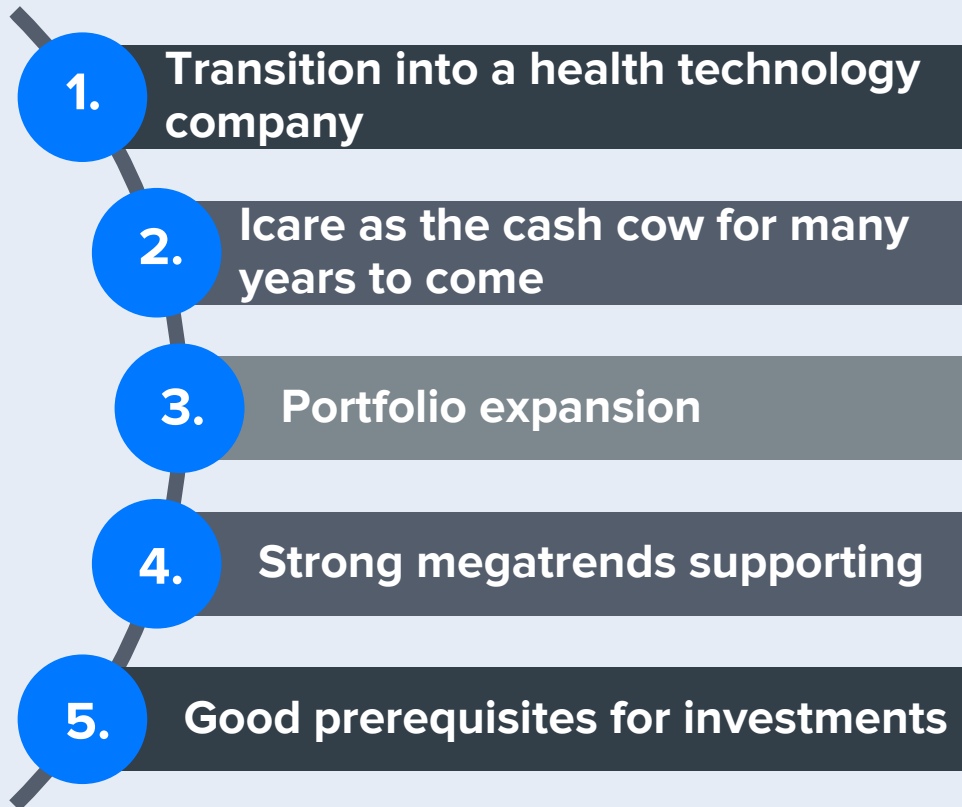 1.
Transition into a health technology
company
2.
Icare as the cash cow for many
years to come
3.
Portfolio expansion
4.
Strong megatrends supporting
5.
Good prerequisites for investments